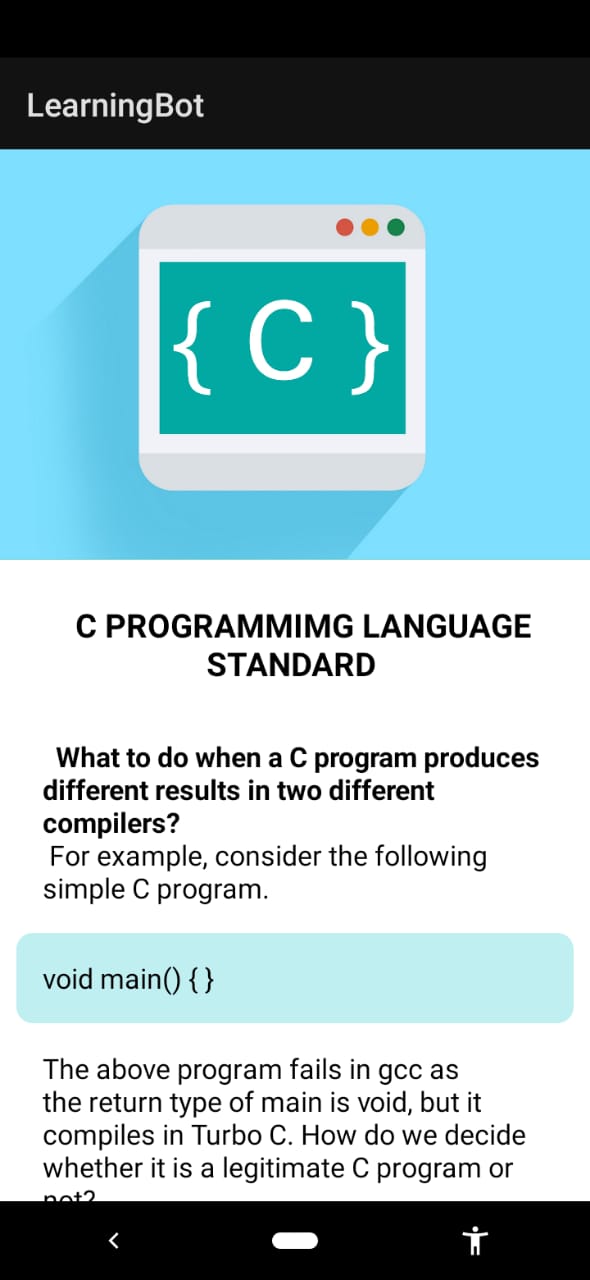 LearningBot
{ C }
C PROGRAMMIMG LANGUAGE
STANDARD
What to do when a C program produces
different results in two different
compilers?
For example, consider the following
simple C program.
void main() { }
The above program fails in gcc as
the return type of main is void, but it
compiles in Turbo C. How do we decide
whether it is a legitimate C program or
not?